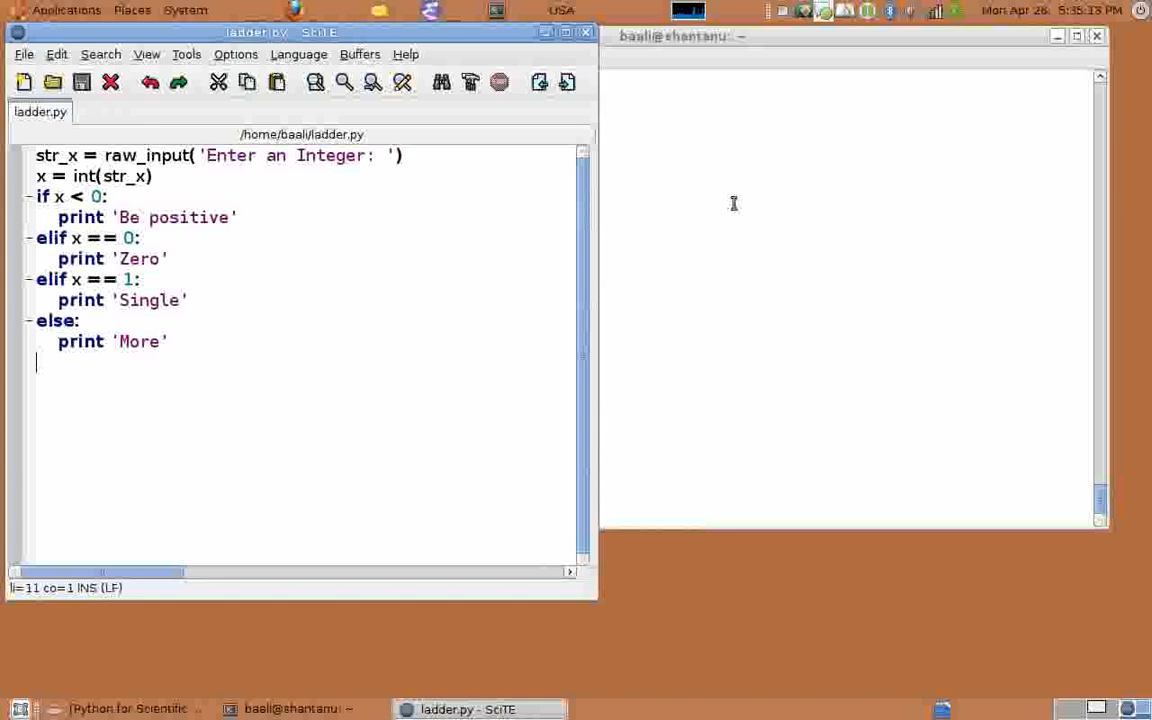 Applications Places System USA Mon Apr 26, 5:35:13 PM
ladder.py - SciTE
baali@shantanu: ~
File Edit Search View Tools Options Language Buffers Help
ladder.py
/home/baali/ladder.py
str_x = raw_input('Enter an Integer: ')
x = int(str_x)
if x < 0:
print 'Be positive'
elif x == 0:
print 'Zero'
elif x == 1:
print 'Single'
else:
print 'More'
li=11 co=1 INS (LF)
[Python for Scientific ... baali@shantanu: ~ ladder.py - SciTE